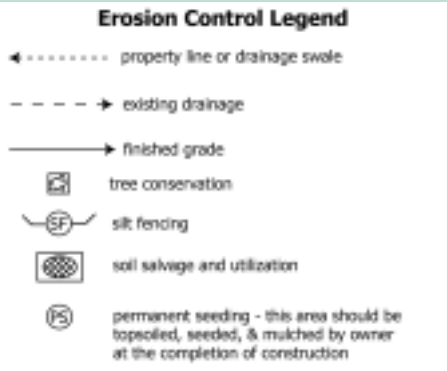 Erosion Control Legend
property line or drainage swale
existing drainage
finished grade
tree conservation
SF silt fencing
soil salvage and utilization
PS permanent seeding - this area should be
topsoiled, seeded, & mulched by owner
at the completion of construction